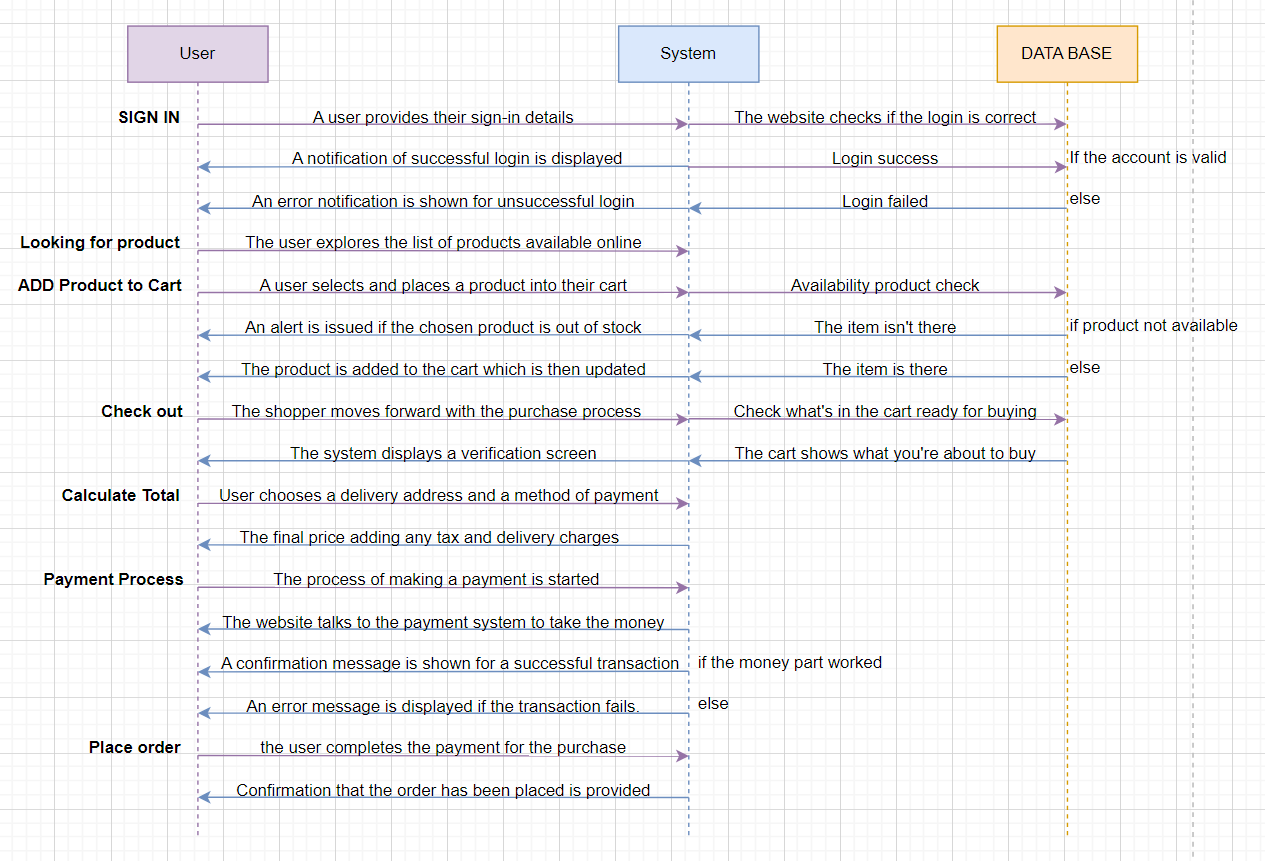 User
System
DATA BASE
SIGN IN
A user provides their sign-in details
The website checks if the login is correct
A notification of successful login is displayed
Login success
If the account is valid
An error notification is shown for unsuccessful login
Login failed
else
Looking for product
The user explores the list of products available online
ADD Product to Cart
A user selects and places a product into their cart
Availability product check
An alert is issued if the chosen product is out of stock
The item isn't there
if product not available
The product is added to the cart which is then updated
The item is there
else
Check out
The shopper moves forward with the purchase process
Check what's in the cart ready for buying
The system displays a verification screen
The cart shows what you're about to buy
Calculate Total
User chooses a delivery address and a method of payment
The final price adding any tax and delivery charges
Payment Process
The process of making a payment is started
The website talks to the payment system to take the money
A confirmation message is shown for a successful transaction
if the money part worked
An error message is displayed if the transaction fails.
else
Place order
the user completes the payment for the purchase
Confirmation that the order has been placed is provided